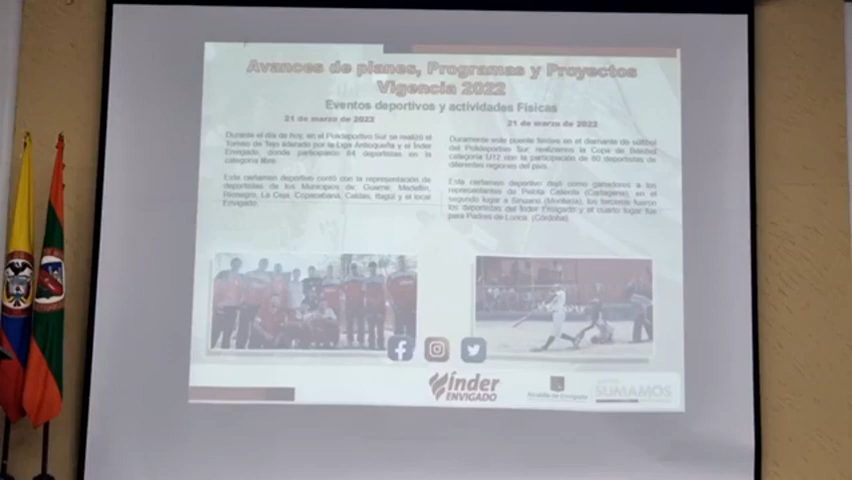 Avances de planes, Programas y Proyectos
Vigencia 2022
Eventos deportivos y actividades Físicas
21 de marzo de 2022
Durante el día de hoy, en el Polideportivo Sur se realizó el
Torneo de Tejo liderado por la Liga Antioqueña y el Inder
Envigado, donde participaron 64 deportistas en la
categoría libre.
Este certamen deportivo contó con la representación de
deportistas de los Municipios de: Guarne, Medellín,
Rionegro, La Ceja, Copacabana, Caldas, Itagüí y el local
Envigado.
21 de marzo de 2022
Duramente este puente festivo en el diamante de sóftbol
del Polideportivo Sur, realizamos la Copa de Béisbol
categoría U12 con la participación de 80 deportistas de
diferentes regiones del país.
Este certamen deportivo dejó como ganadores a los
representantes de Pelota Caliente (Cartagena), en el
segundo lugar a Sinuano (Montería), los terceros fueron
los deportistas del Inder Envigado y el cuarto lugar fue
para Padres de Lorica (Córdoba)
Índer
ENVIGADO
Alcaldía de Envigado
SUMAMOS